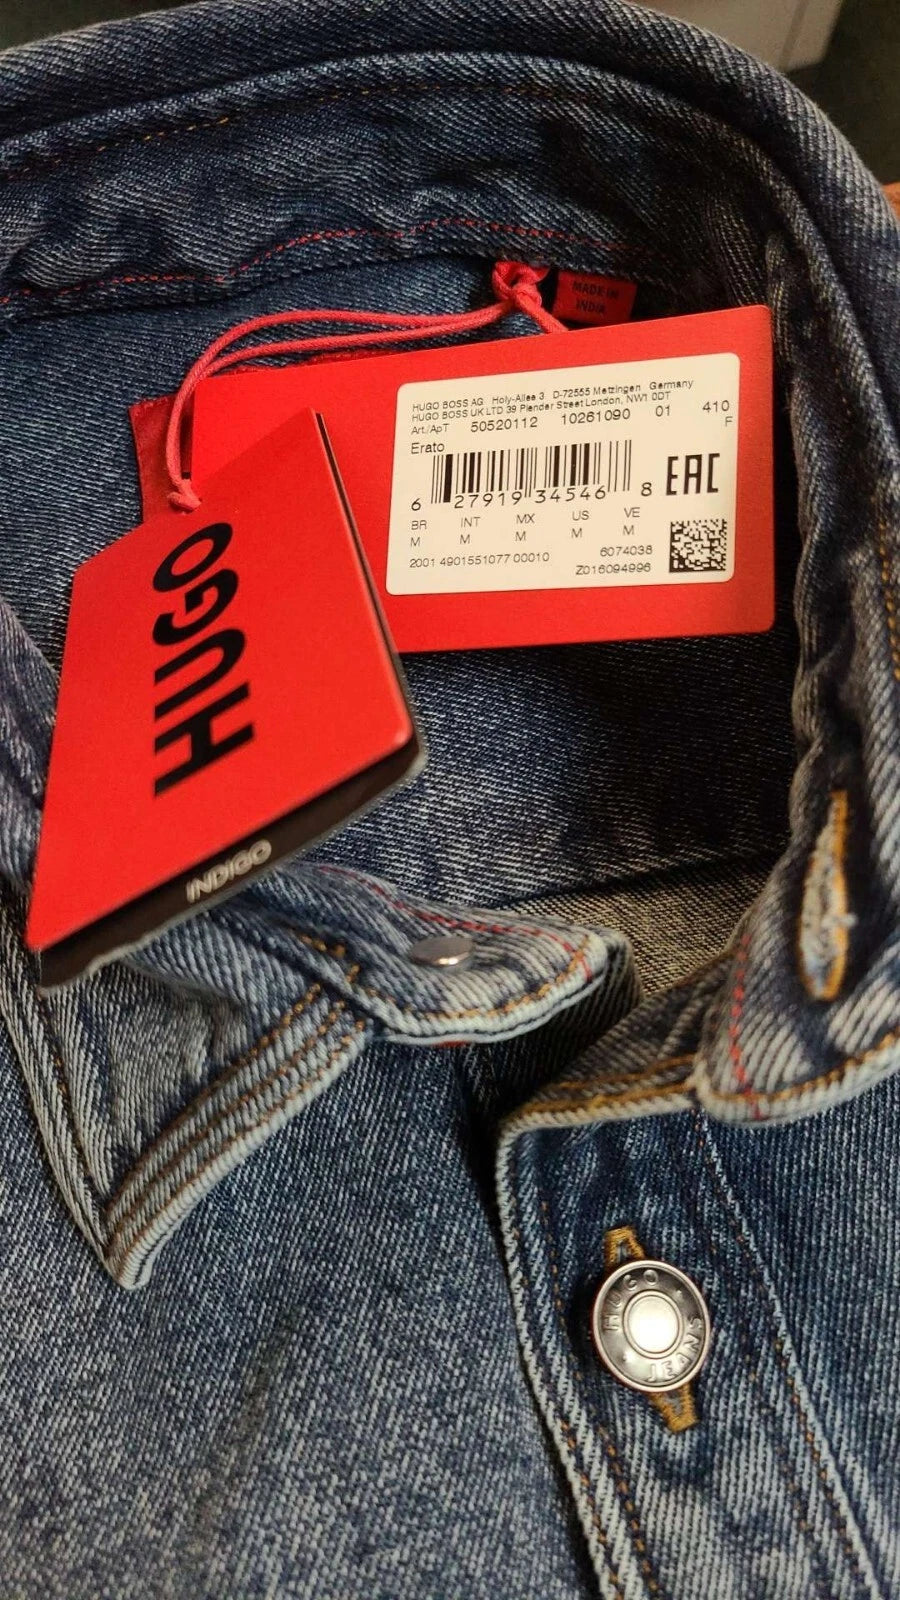 MADE IN
INDIA
HUGO BOSS AG Holy-Allee 3 D-72555 Metzingen Germany
HUGO BOSS UK LTD 39 Plender Street London, NW1 0DT
Art./ApT 50520112 10261090 01 410
Erato F
6 27919 34546 8 EAC
BR INT MX US VE
M M M M M
2001 4901551077 00010 6074038
Z016094996
HUGO
INDIGO
HUGO
JEANS